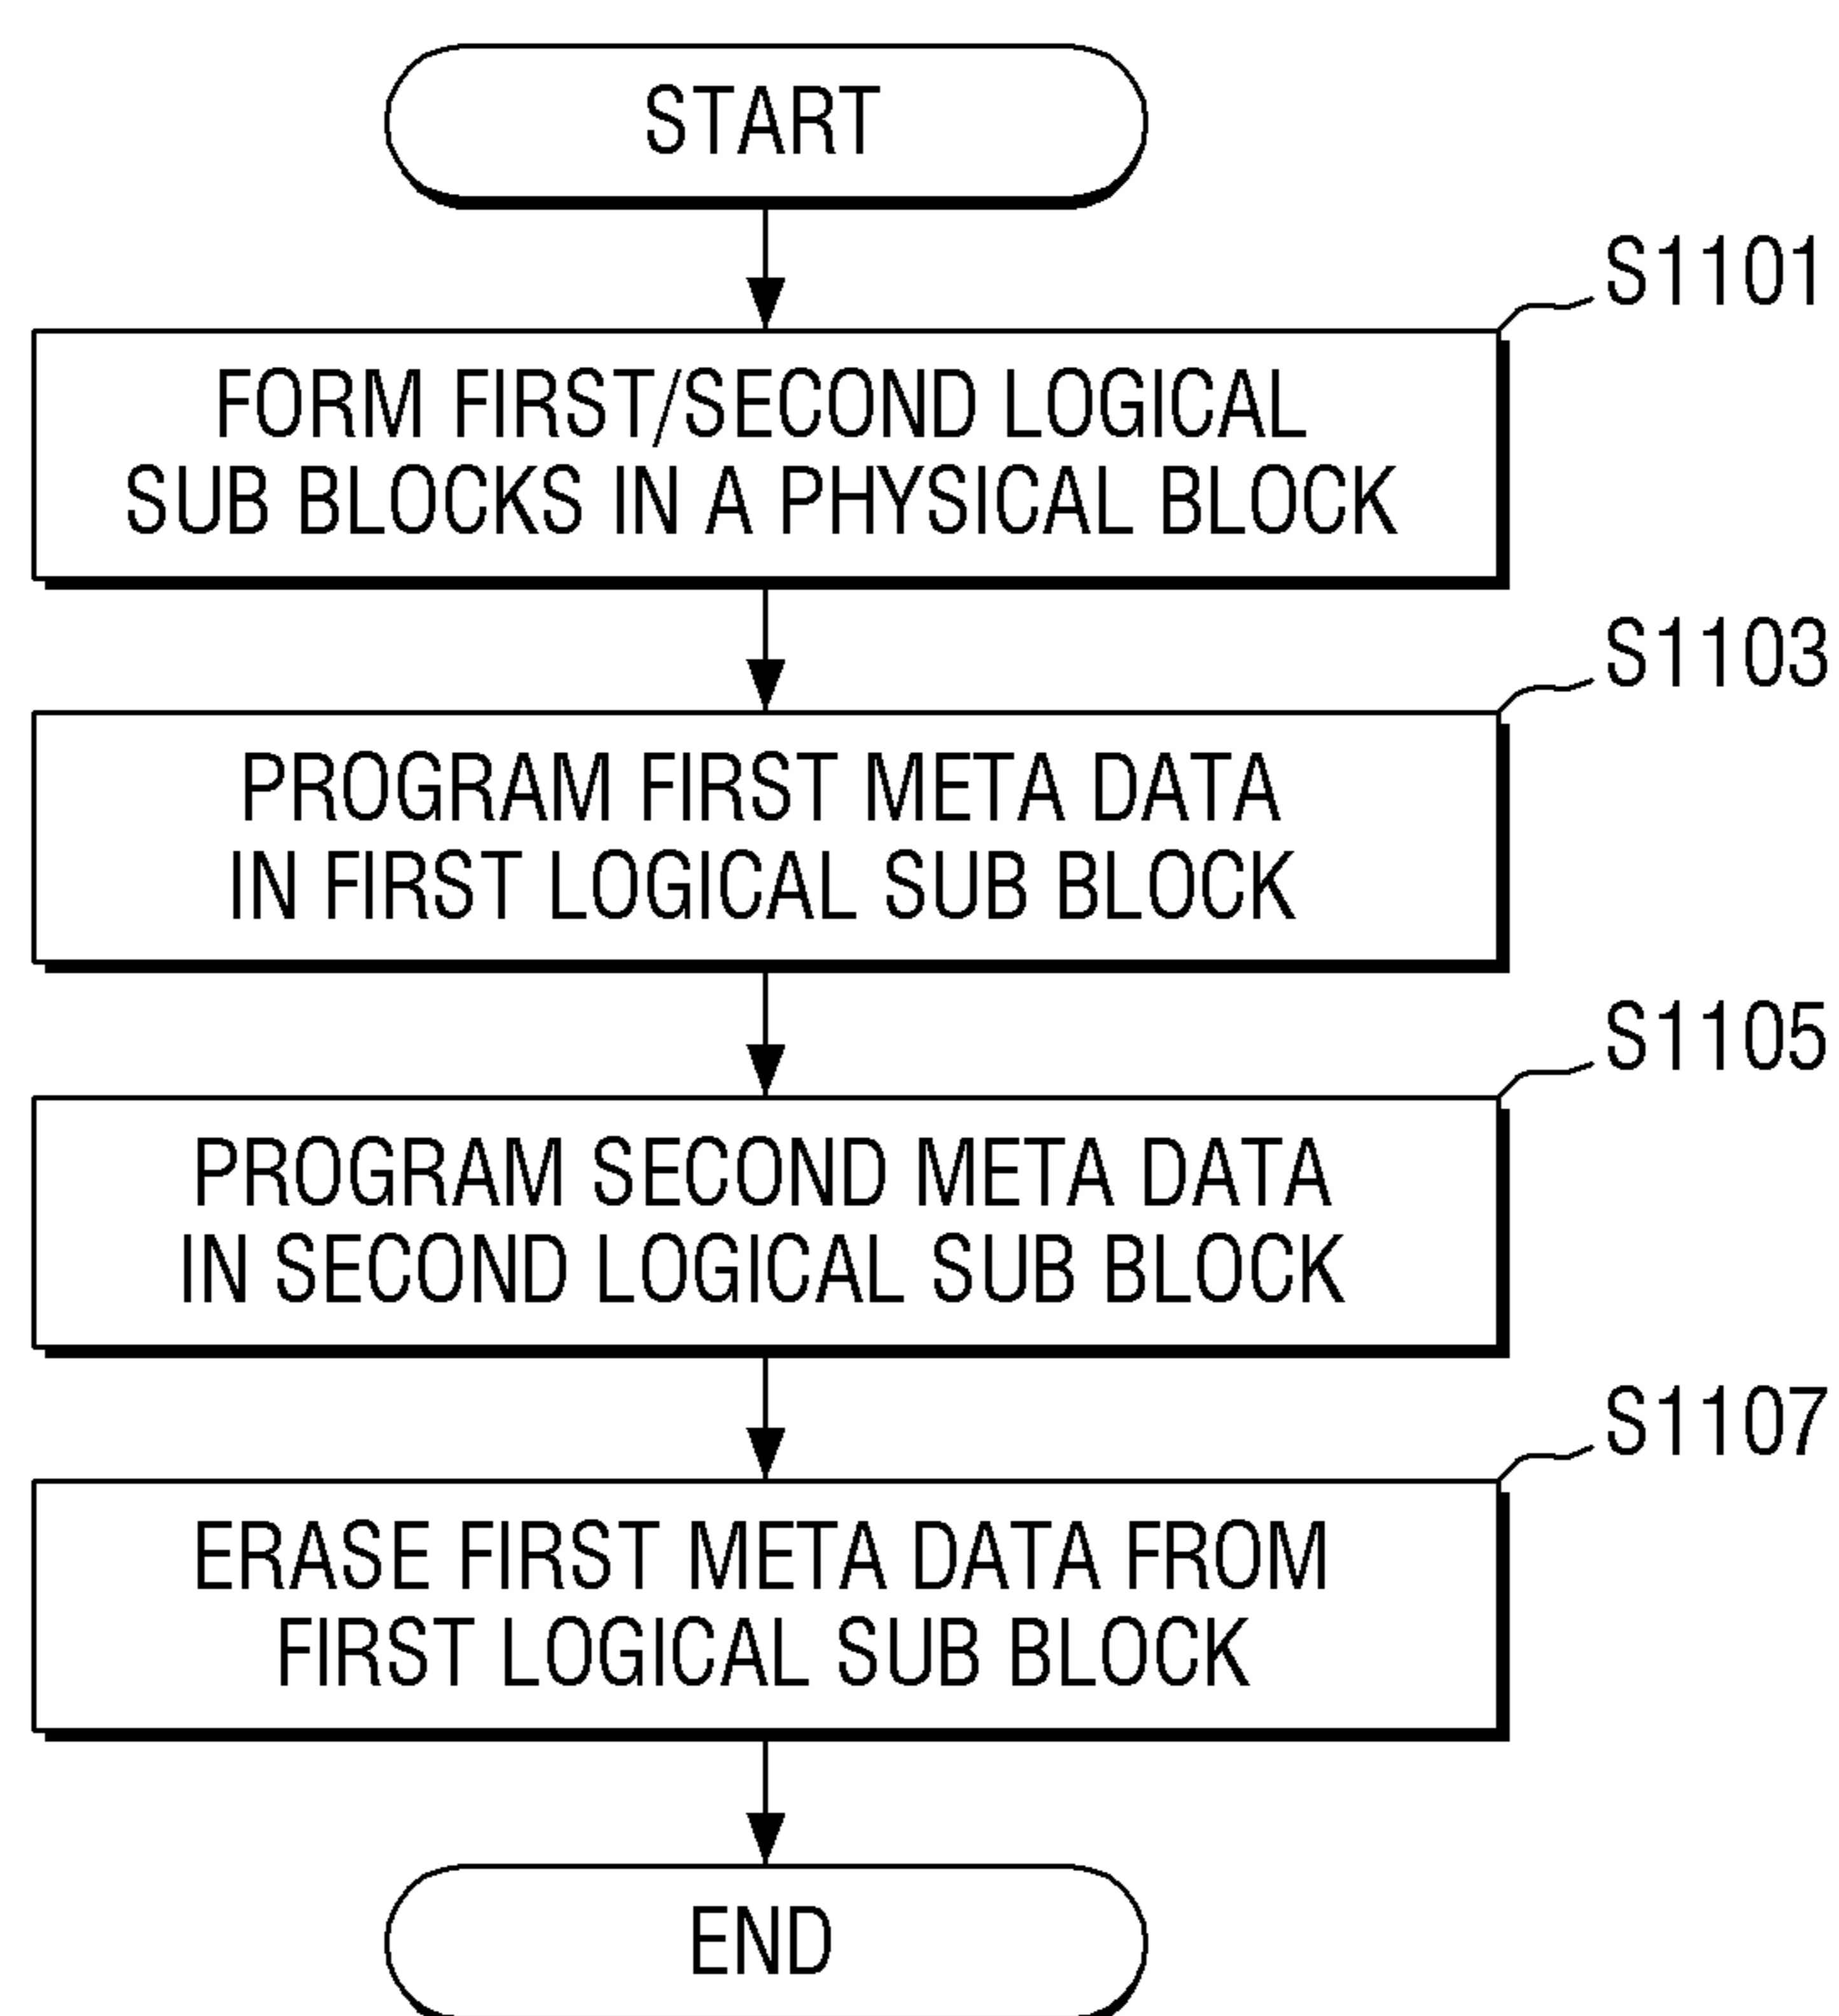 START
S1101
FORM FIRST/SECOND LOGICAL
SUB BLOCKS IN A PHYSICAL BLOCK
S1103
PROGRAM FIRST META DATA
IN FIRST LOGICAL SUB BLOCK
S1105
PROGRAM SECOND META DATA
IN SECOND LOGICAL SUB BLOCK
S1107
ERASE FIRST META DATA FROM
FIRST LOGICAL SUB BLOCK
END